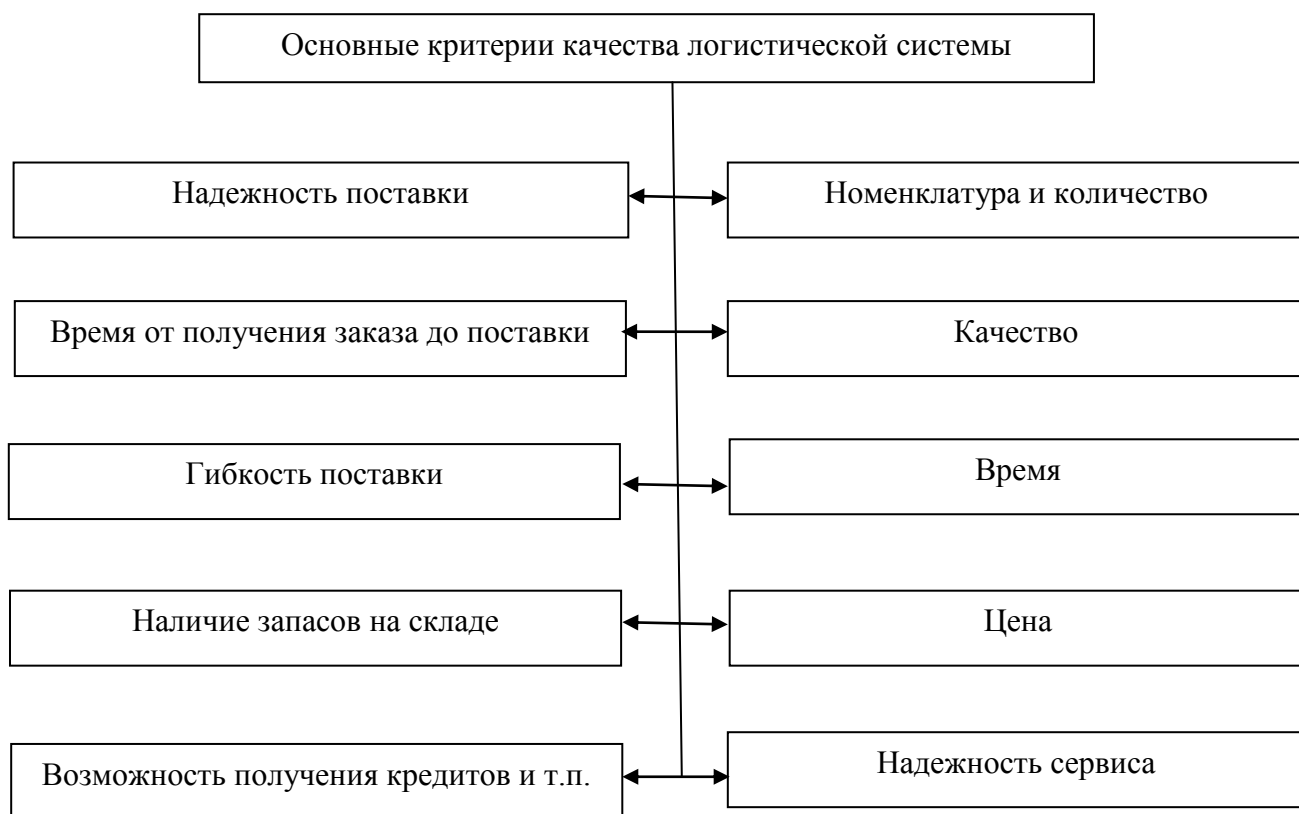 Основные критерии качества логистической системы
Надежность поставки
Номенклатура и количество
Время от получения заказа до поставки
Качество
Гибкость поставки
Время
Наличие запасов на складе
Цена
Возможность получения кредитов и т.п.
Надежность сервиса